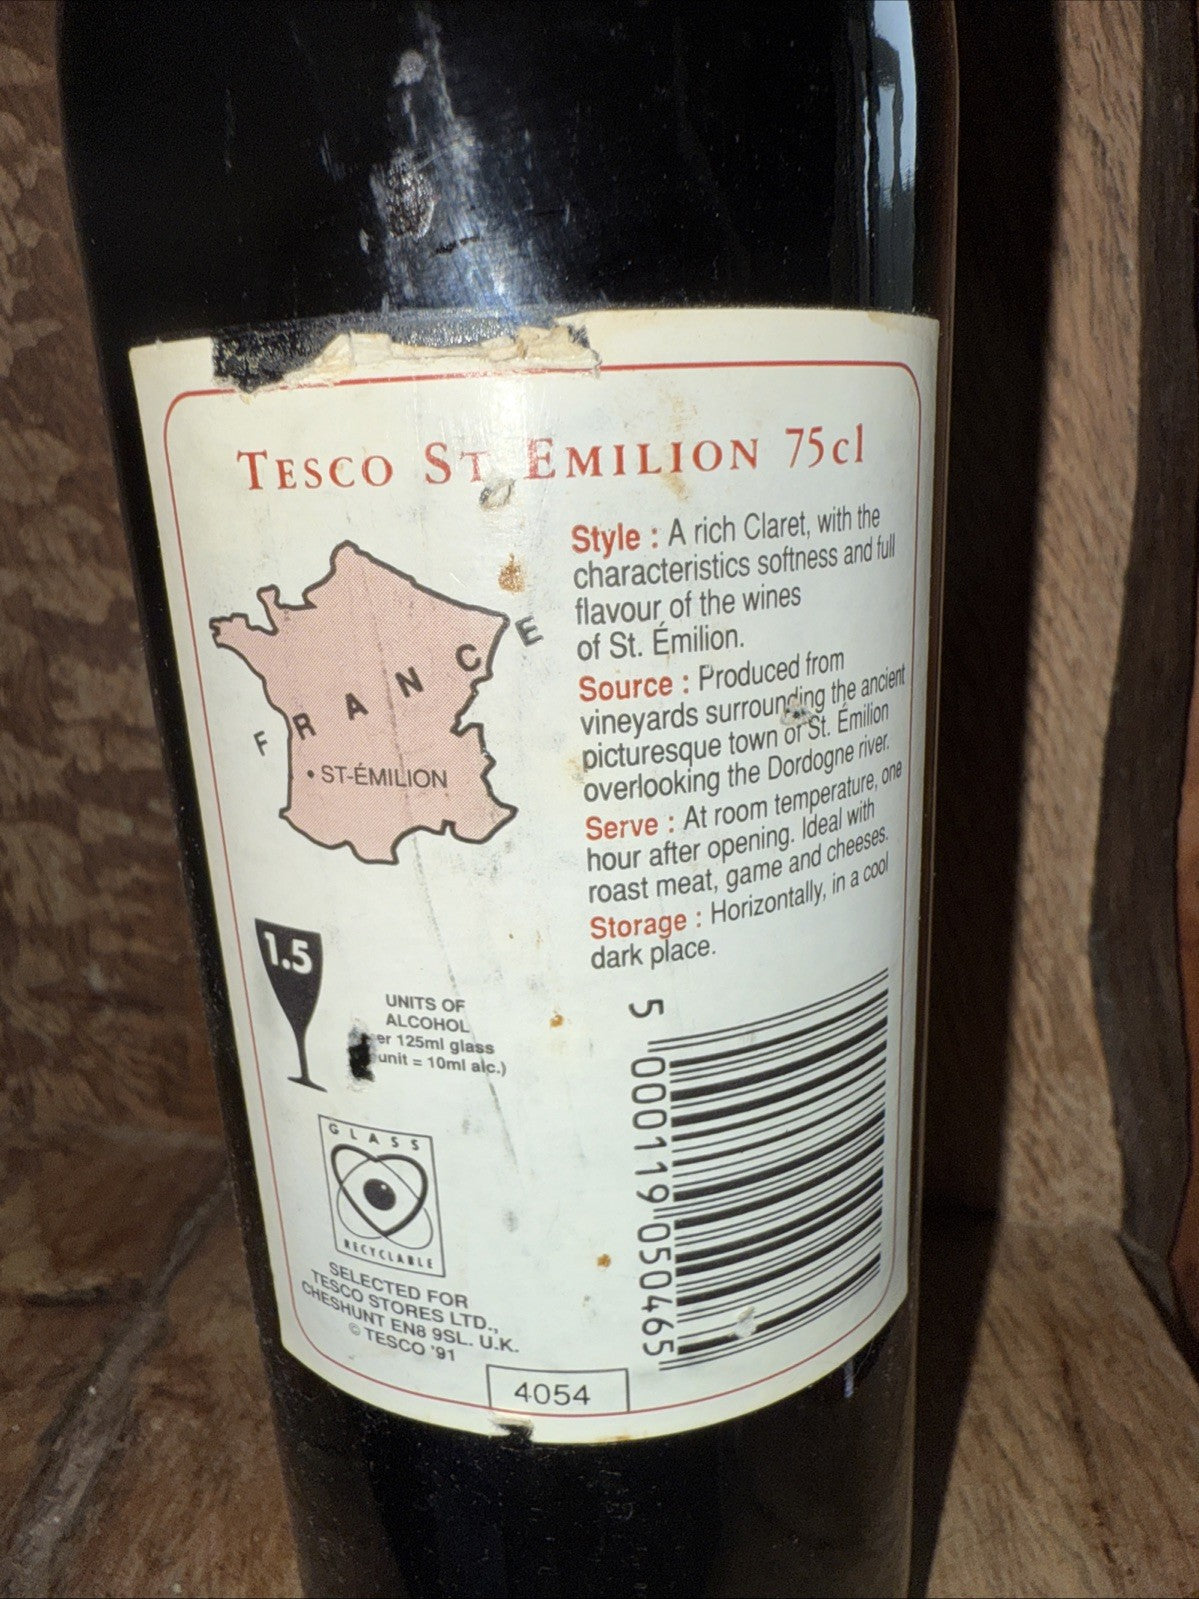 TESCO ST EMILION 75cl
Style : A rich Claret, with the
characteristics softness and full
flavour of the wines
of St. Émilion.
Source : Produced from
vineyards surrounding the ancient
picturesque town of St. Émilion
overlooking the Dordogne river.
Serve : At room temperature, one
hour after opening. Ideal with
roast meat, game and cheeses.
Storage : Horizontally, in a cool
dark place.
FRANCE
• ST-ÉMILION
1.5
UNITS OF
ALCOHOL
125ml glass
unit = 10ml alc.)
GLASS
RECYCLABLE
SELECTED FOR
TESCO STORES LTD.,
CHESHUNT EN8 9SL. U.K.
© TESCO '91
5 000119 050465
4054